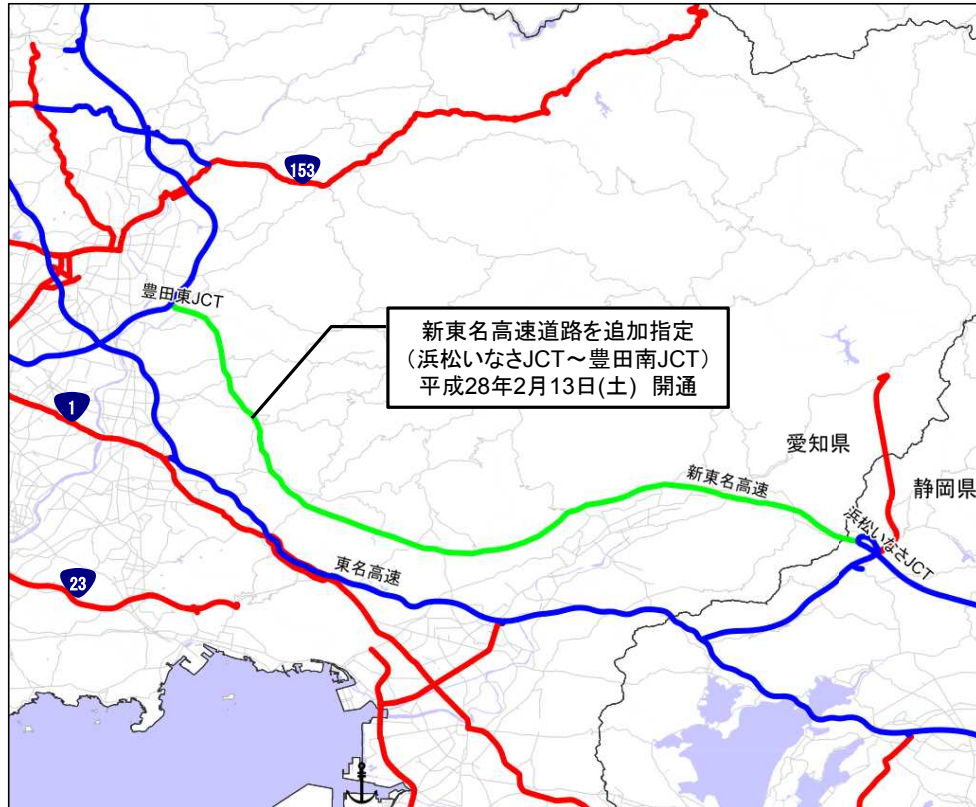 153
豊田東JCT
新東名高速道路を追加指定
（浜松いなさJCT～豊田南JCT）
平成28年2月13日(土) 開通
1
愛知県
新東名高速
静岡県
浜松いなさJCT
東名高速
23